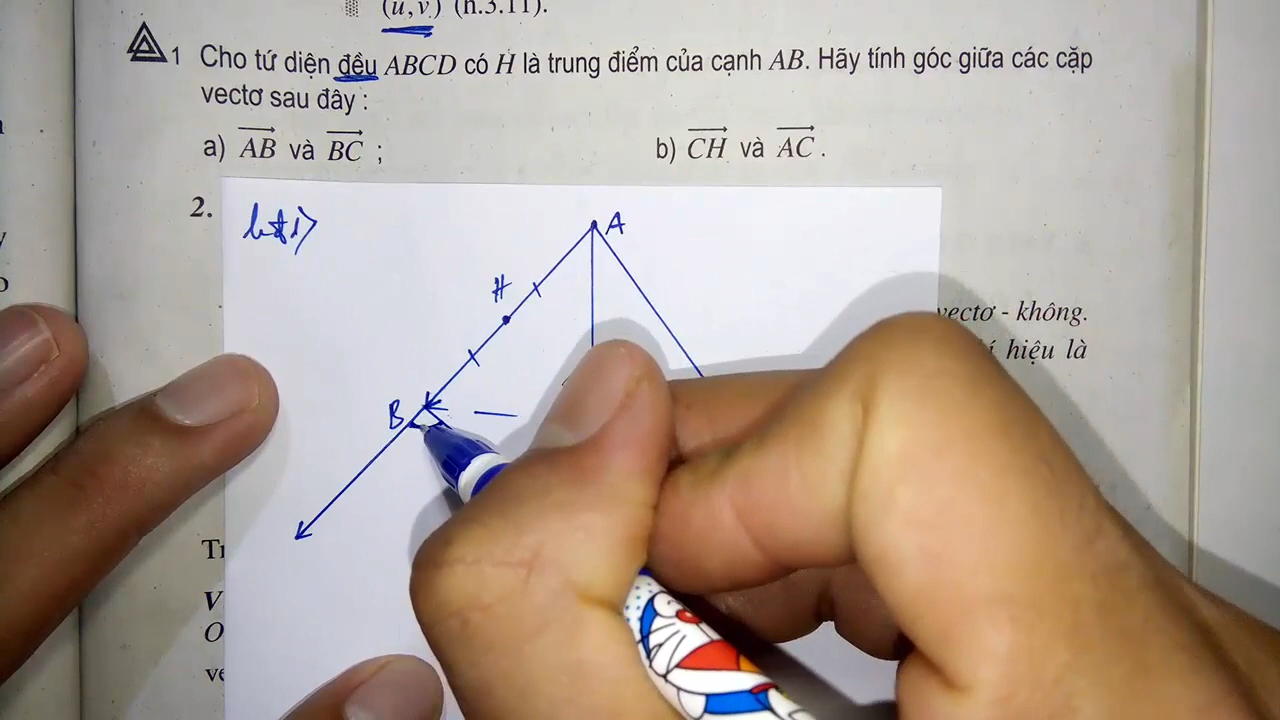 (u,v) (h.3.11).
1 Cho tứ diện đều ABCD có H là trung điểm của cạnh AB. Hãy tính góc giữa các cặp
vectơ sau đây :
a) AB và BC ; b) CH và AC .
2.
A
H
vectơ - không.
hiệu là
B
V
O